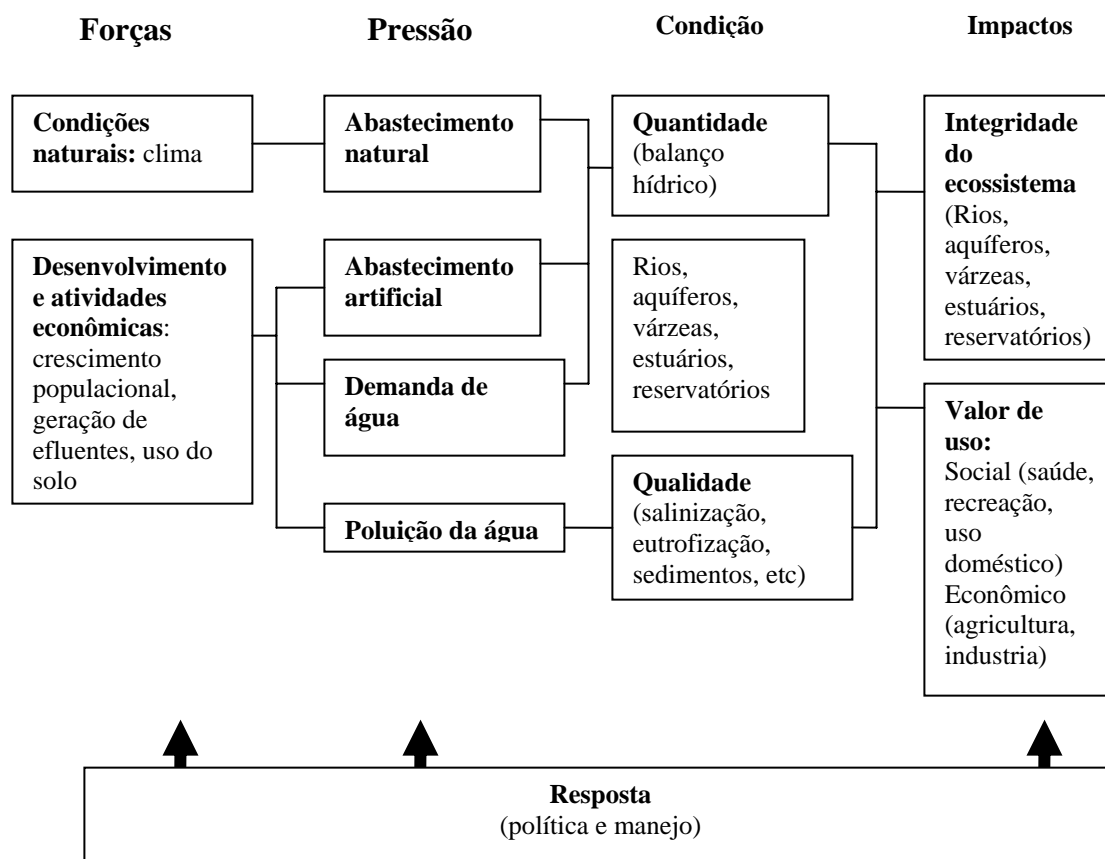 Forças
Pressão
Condição
Impactos
Condições
naturais: clima
Abastecimento
natural
Quantidade
(balanço
hídrico)
Integridade
do
ecossistema
(Rios,
aquíferos,
várzeas,
estuários,
reservatórios)
Desenvolvimento
e atividades
econômicas:
crescimento
populacional,
geração de
efluentes, uso do
solo
Abastecimento
artificial
Rios,
aquíferos,
várzeas,
estuários,
reservatórios
Demanda de
água
Valor de
uso:
Social (saúde,
recreação,
uso
doméstico)
Econômico
(agricultura,
industria)
Poluição da água
Qualidade
(salinização,
eutrofização,
sedimentos, etc)
Resposta
(política e manejo)